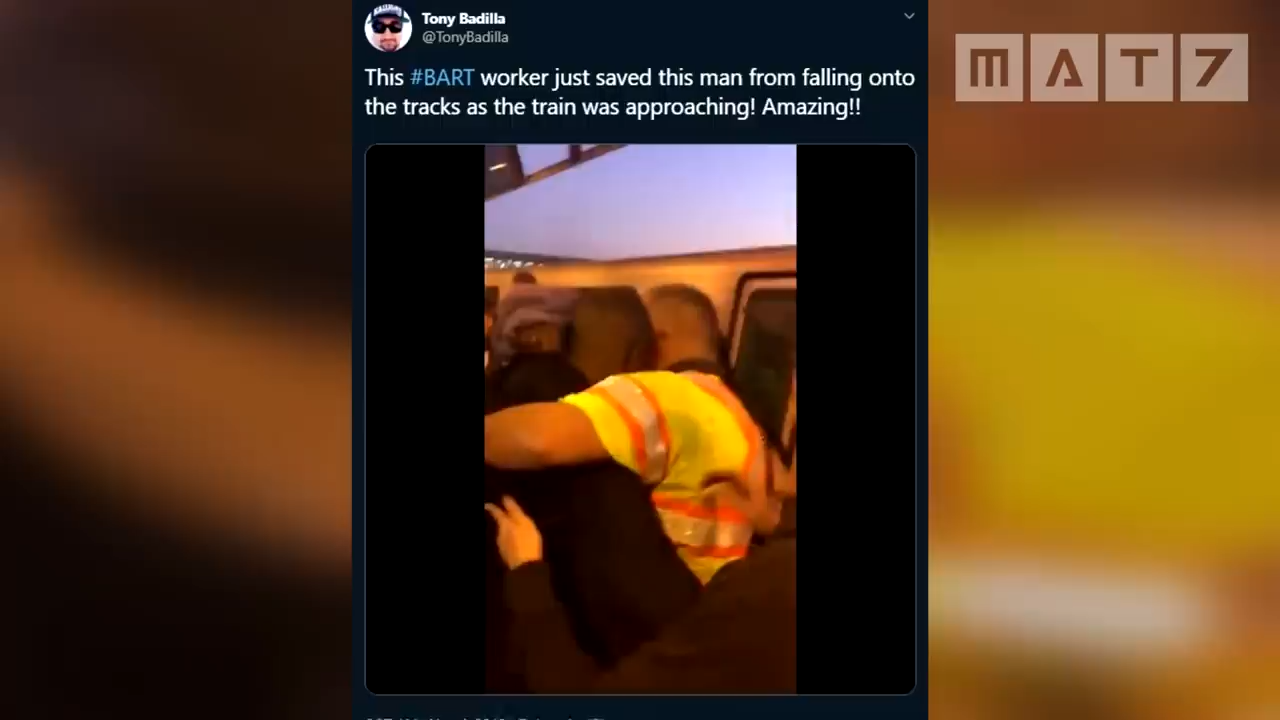 Tony Badilla
@TonyBadilla
MAT7
This #BART worker just saved this man from falling onto
the tracks as the train was approaching! Amazing!!